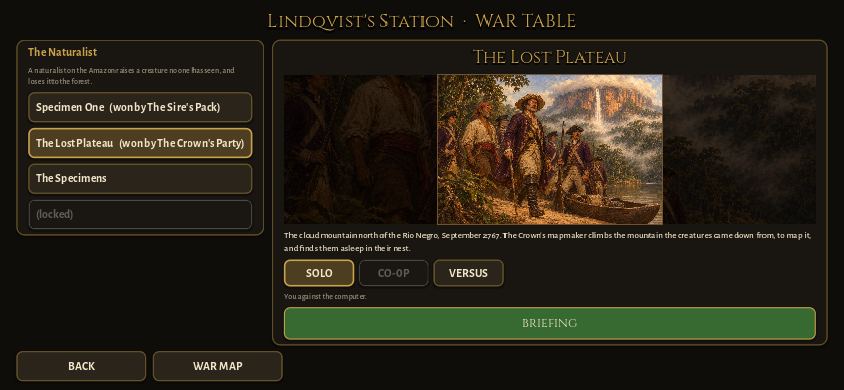 Lindqvist's Station · WAR TABLE
The Naturalist
A naturalist on the Amazon raises a creature no one has seen, and
loses it to the forest.
Specimen One (won by The Sire's Pack)
The Lost Plateau (won by The Crown's Party)
The Specimens
(locked)
The Lost Plateau
The cloud mountain north of the Rio Negro, September 2767. The Crown's mapmaker climbs the mountain the creatures came down from, to map it,
and finds them asleep in their nest.
SOLO
CO-OP
VERSUS
You against the computer.
BRIEFING
BACK
WAR MAP